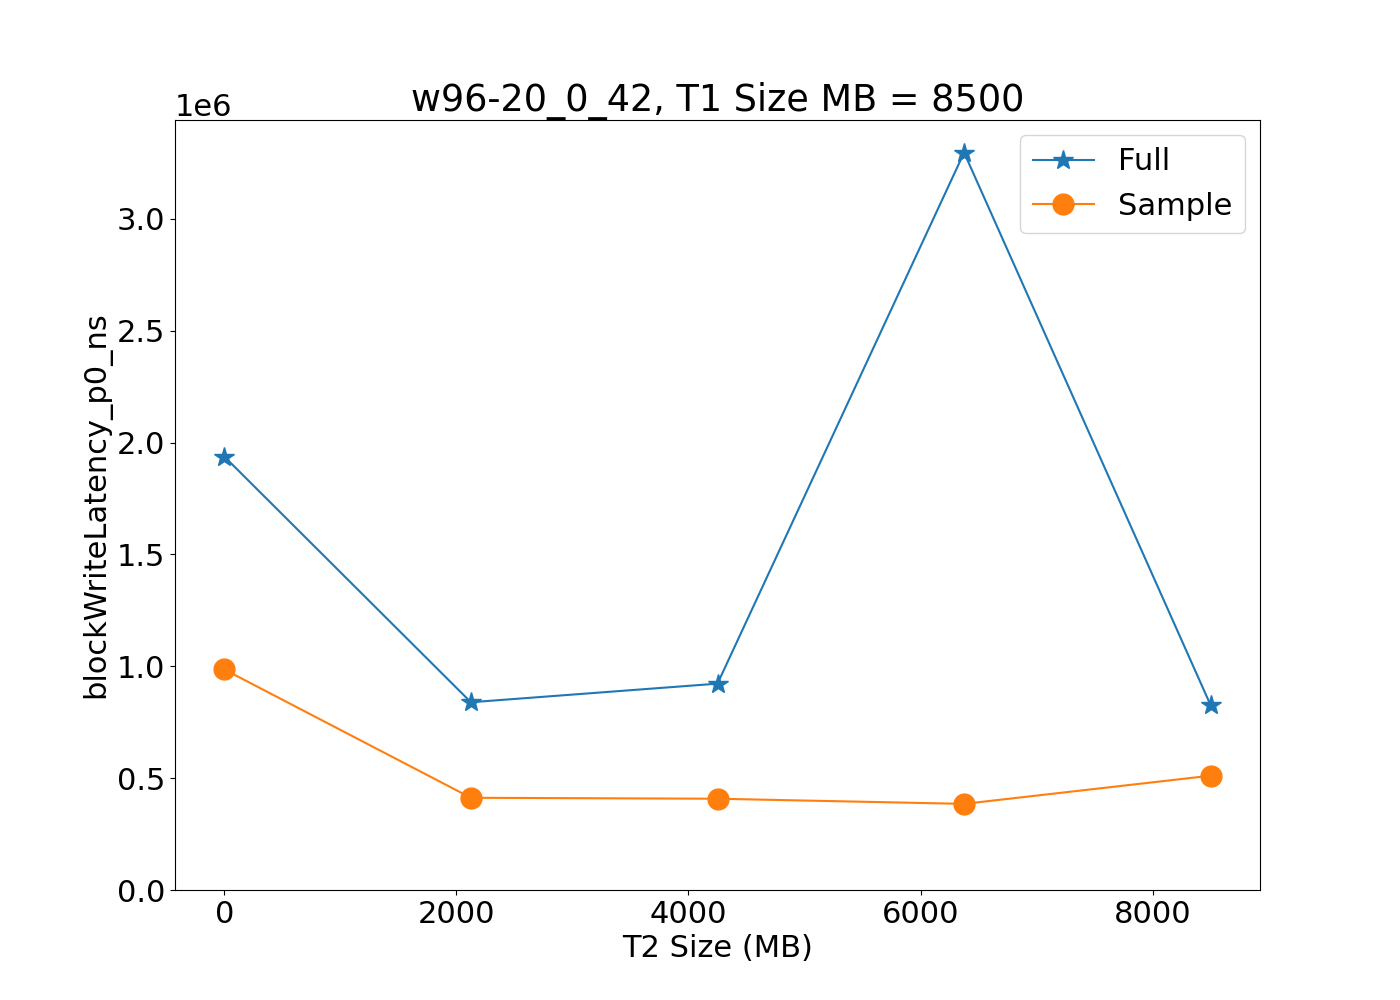 w96-20_0_42, T1 Size MB = 8500
1e6
Full
Sample
3.0
2.5
2.0
1.5
1.0
0.5
0.0
blockWriteLatency_p0_ns
0 2000 4000 6000 8000
T2 Size (MB)